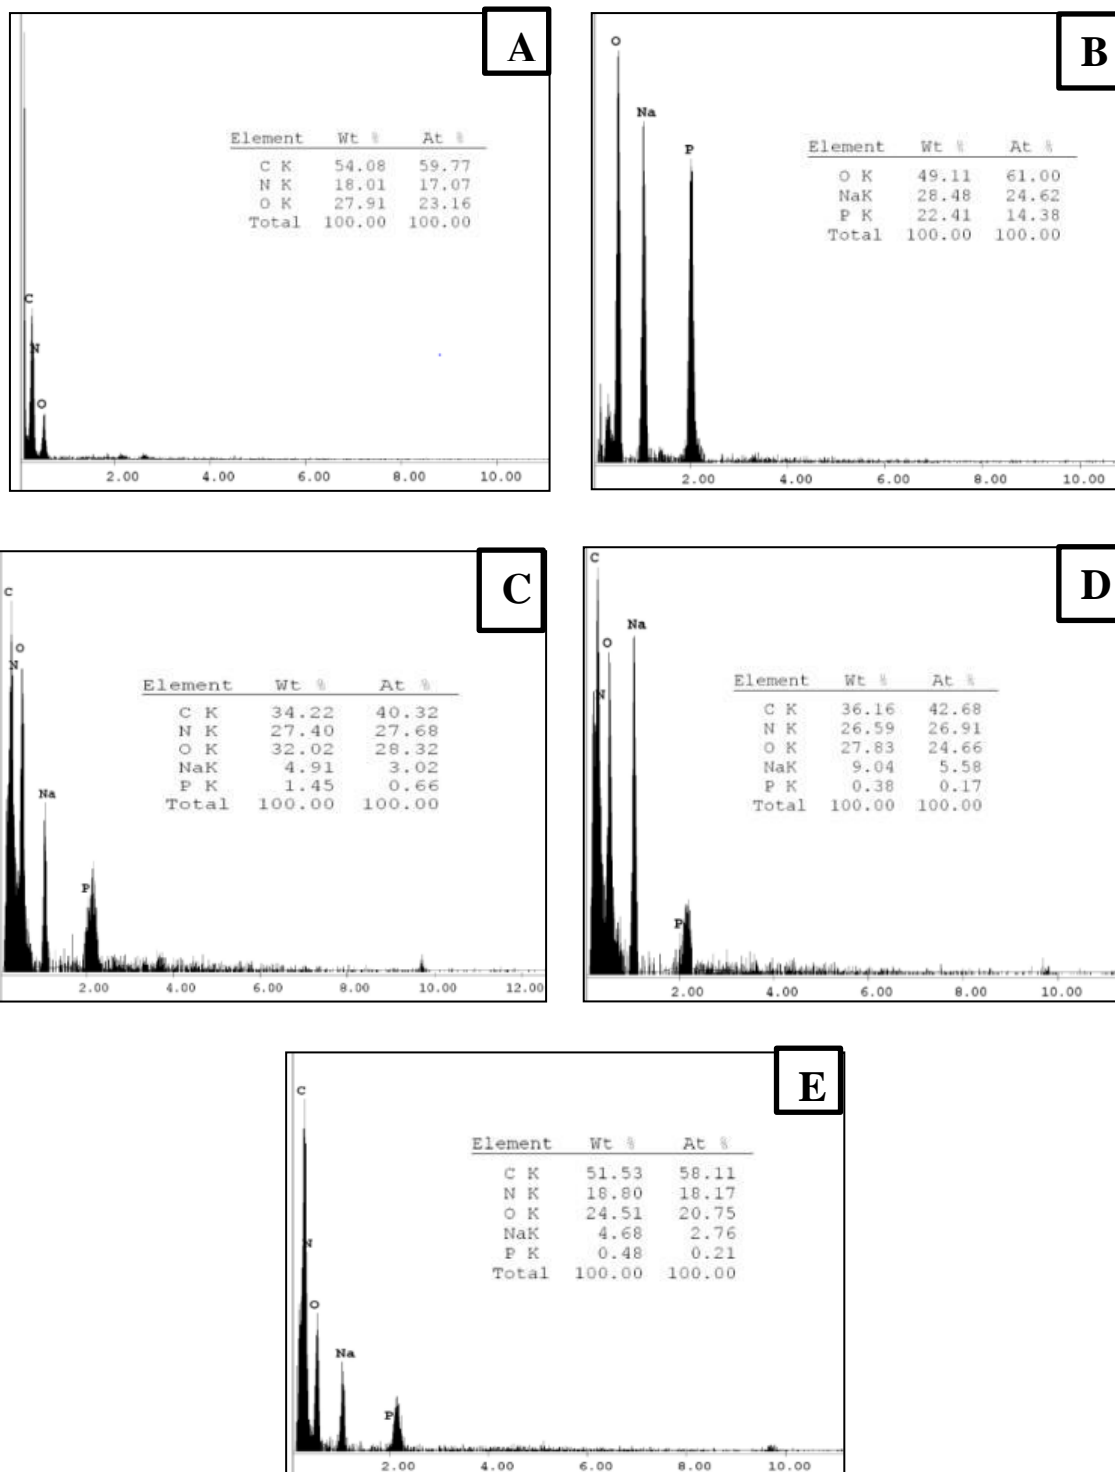 A
Element Wt % At %
C K 54.08 59.77
N K 18.01 17.07
O K 27.91 23.16
Total 100.00 100.00
C
N
O
2.00 4.00 6.00 8.00 10.00
B
O
Na
P
Element Wt % At %
O K 49.11 61.00
NaK 28.48 24.62
P K 22.41 14.38
Total 100.00 100.00
2.00 4.00 6.00 8.00 10.00
C
C
O
N
Element Wt % At %
C K 34.22 40.32
N K 27.40 27.68
O K 32.02 28.32
NaK 4.91 3.02
P K 1.45 0.66
Total 100.00 100.00
Na
P
2.00 4.00 6.00 8.00 10.00 12.00
D
C
Na
O
N
Element Wt % At %
C K 36.16 42.68
N K 26.59 26.91
O K 27.83 24.66
NaK 9.04 5.58
P K 0.38 0.17
Total 100.00 100.00
P
2.00 4.00 6.00 8.00 10.00
E
C
Element Wt % At %
C K 51.53 58.11
N K 18.80 18.17
O K 24.51 20.75
NaK 4.68 2.76
P K 0.48 0.21
Total 100.00 100.00
N
O
Na
P
2.00 4.00 6.00 8.00 10.00